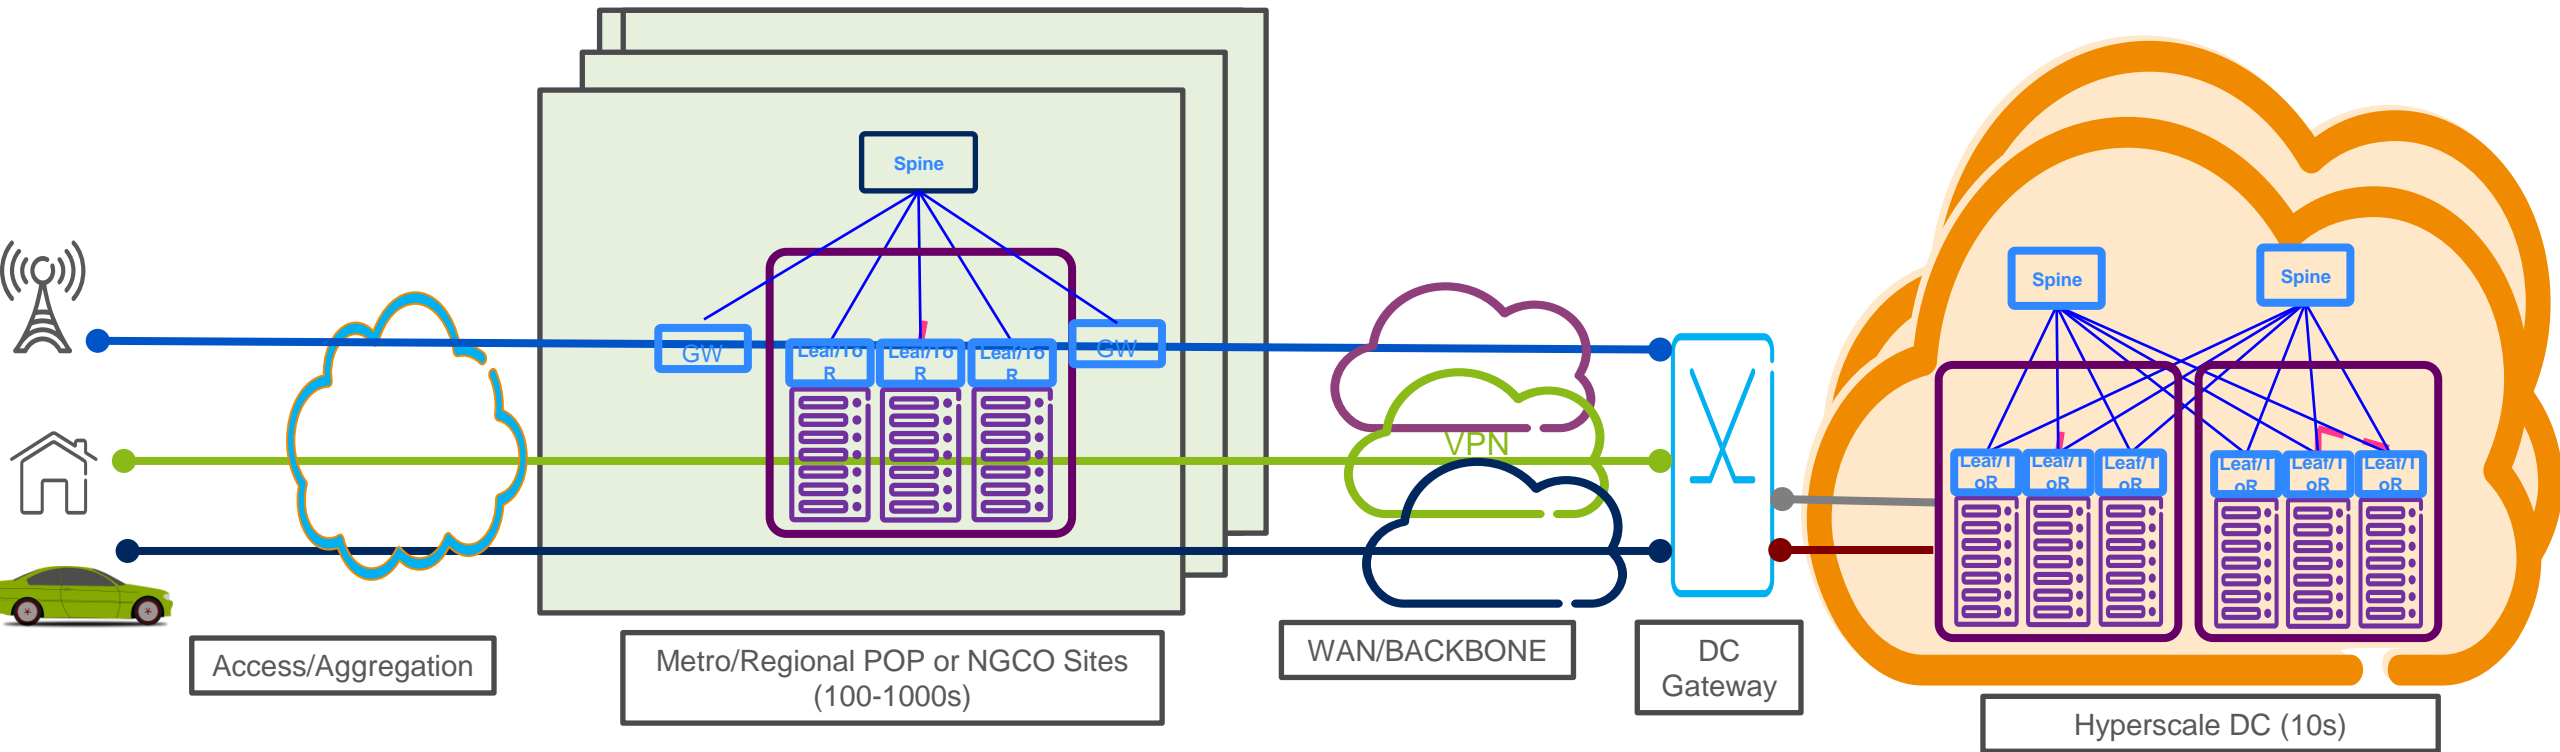 Spine
GW
Leaf/To
R
Leaf/To
R
Leaf/To
R
GW
VPN
Spine
Spine
Leaf/T
oR
Leaf/T
oR
Leaf/T
oR
Leaf/T
oR
Leaf/T
oR
Leaf/T
oR
Access/Aggregation
Metro/Regional POP or NGCO Sites
(100-1000s)
WAN/BACKBONE
DC
Gateway
Hyperscale DC (10s)